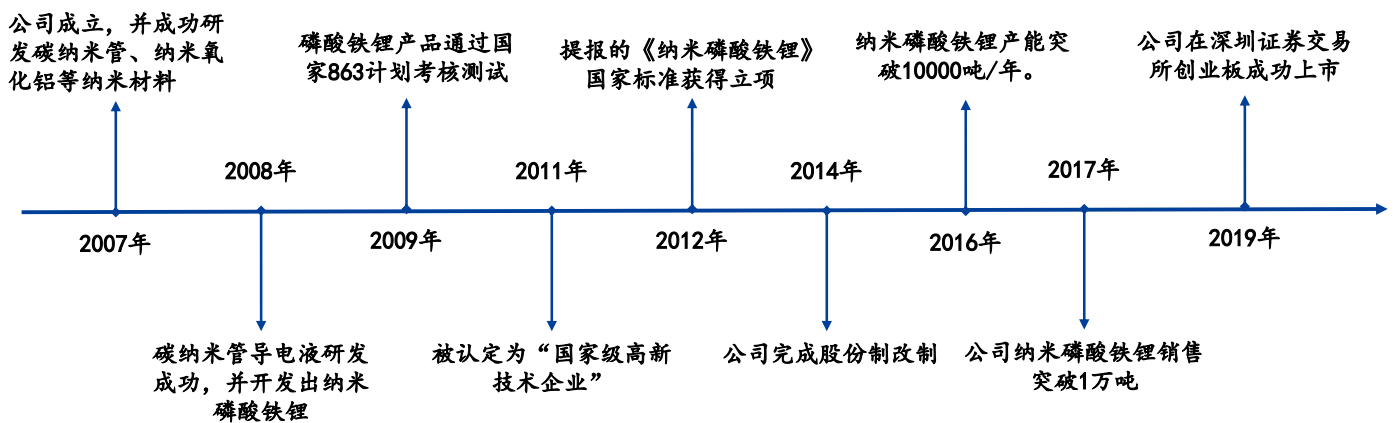 公司成立，并成功研
发碳纳米管、纳米氧
化铝等纳米材料
磷酸铁锂产品通过国
家863计划考核测试
提报的《纳米磷酸铁锂》
国家标准获得立项
纳米磷酸铁锂产能突
破10000吨/年。
公司在深圳证券交易
所创业板成功上市
2008年
2011年
2014年
2017年
2007年
2009年
2012年
2016年
2019年
碳纳米管导电液研发
成功，并开发出纳米
磷酸铁锂
被认定为“国家级高新
技术企业”
公司完成股份制改制
公司纳米磷酸铁锂销售
突破1万吨